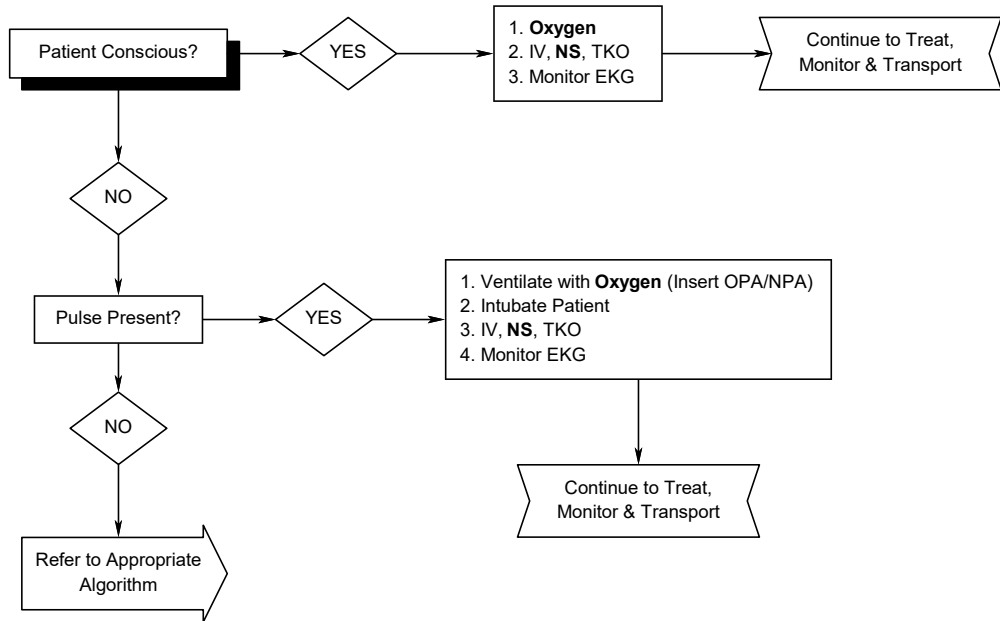 Patient Conscious?
YES
1. Oxygen
2. IV, NS, TKO
3. Monitor EKG
Continue to Treat,
Monitor & Transport
NO
Pulse Present?
YES
1. Ventilate with Oxygen (Insert OPA/NPA)
2. Intubate Patient
3. IV, NS, TKO
4. Monitor EKG
Continue to Treat,
Monitor & Transport
NO
Refer to Appropriate
Algorithm